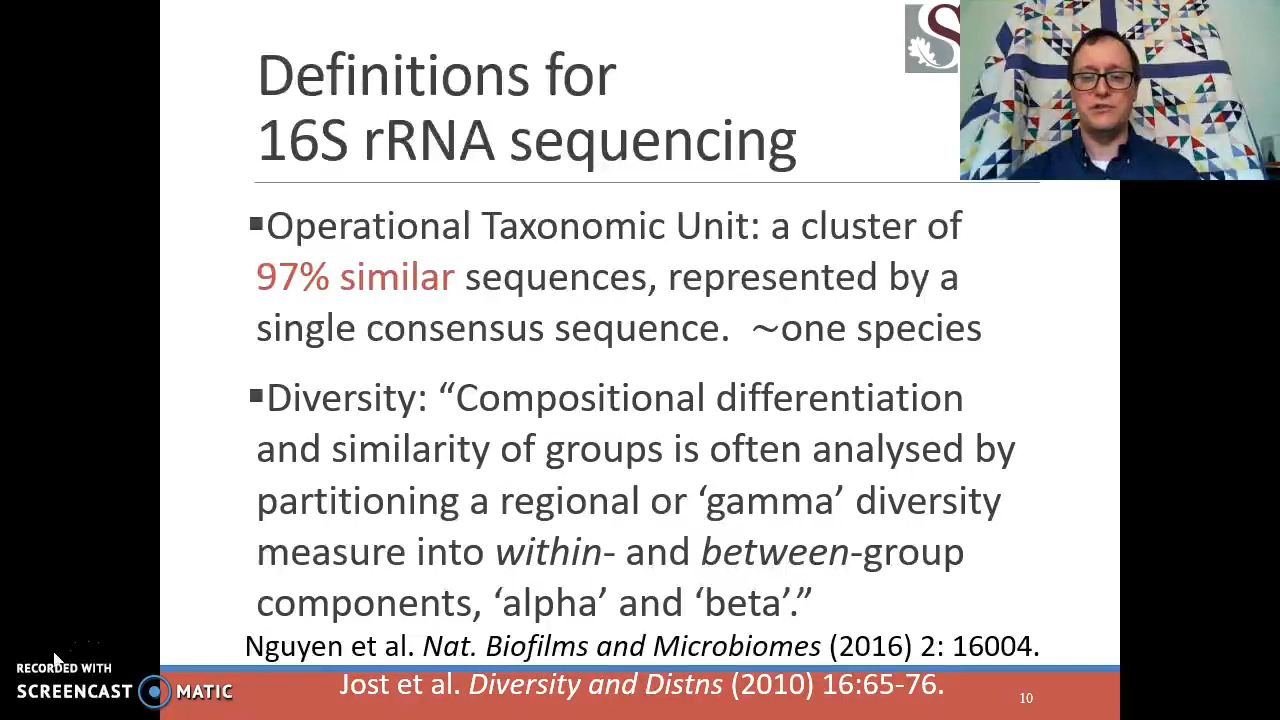 Definitions for
16S rRNA sequencing
S
▪Operational Taxonomic Unit: a cluster of
97% similar sequences, represented by a
single consensus sequence. ~one species
▪Diversity: “Compositional differentiation
and similarity of groups is often analysed by
partitioning a regional or ‘gamma’ diversity
measure into within- and between-group
components, ‘alpha’ and ‘beta’.”
Nguyen et al. Nat. Biofilms and Microbiomes (2016) 2: 16004.
Jost et al. Diversity and Distns (2010) 16:65-76.
10
RECORDED WITH
SCREENCAST MATIC